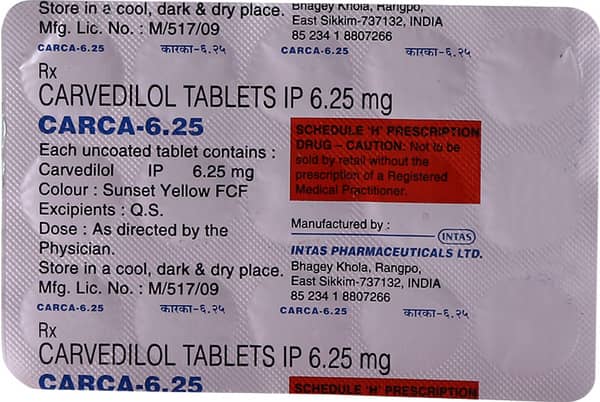 Store in a cool, dark & dry place.
Mfg. Lic. No. : M/517/09
Bhagey Khola, Rangpo,
East Sikkim-737132, INDIA
85 234 1 8807266
CARCA-6.25 कारका-६.२५ CARCA-6.25 कारका-६.२५
Rx
CARVEDILOL TABLETS IP 6.25 mg
CARCA-6.25
Each uncoated tablet contains :
Carvedilol IP 6.25 mg
Colour : Sunset Yellow FCF
Excipients : Q.S.
Dose : As directed by the
Physician.
Store in a cool, dark & dry place.
Mfg. Lic. No. : M/517/09
SCHEDULE 'H' PRESCRIPTION
DRUG – CAUTION: Not to be
sold by retail without the
prescription of a Registered
Medical Practitioner.
Manufactured by :
INTAS
INTAS PHARMACEUTICALS LTD.
Bhagey Khola, Rangpo,
East Sikkim-737132, INDIA
85 234 1 8807266
CARCA-6.25 कारका-६.२५ CARCA-6.25 कारका-६.२५
Rx
CARVEDILOL TABLETS IP 6.25 mg
CARCA-6.25
SCHEDULE 'H' PRESCRIPTION